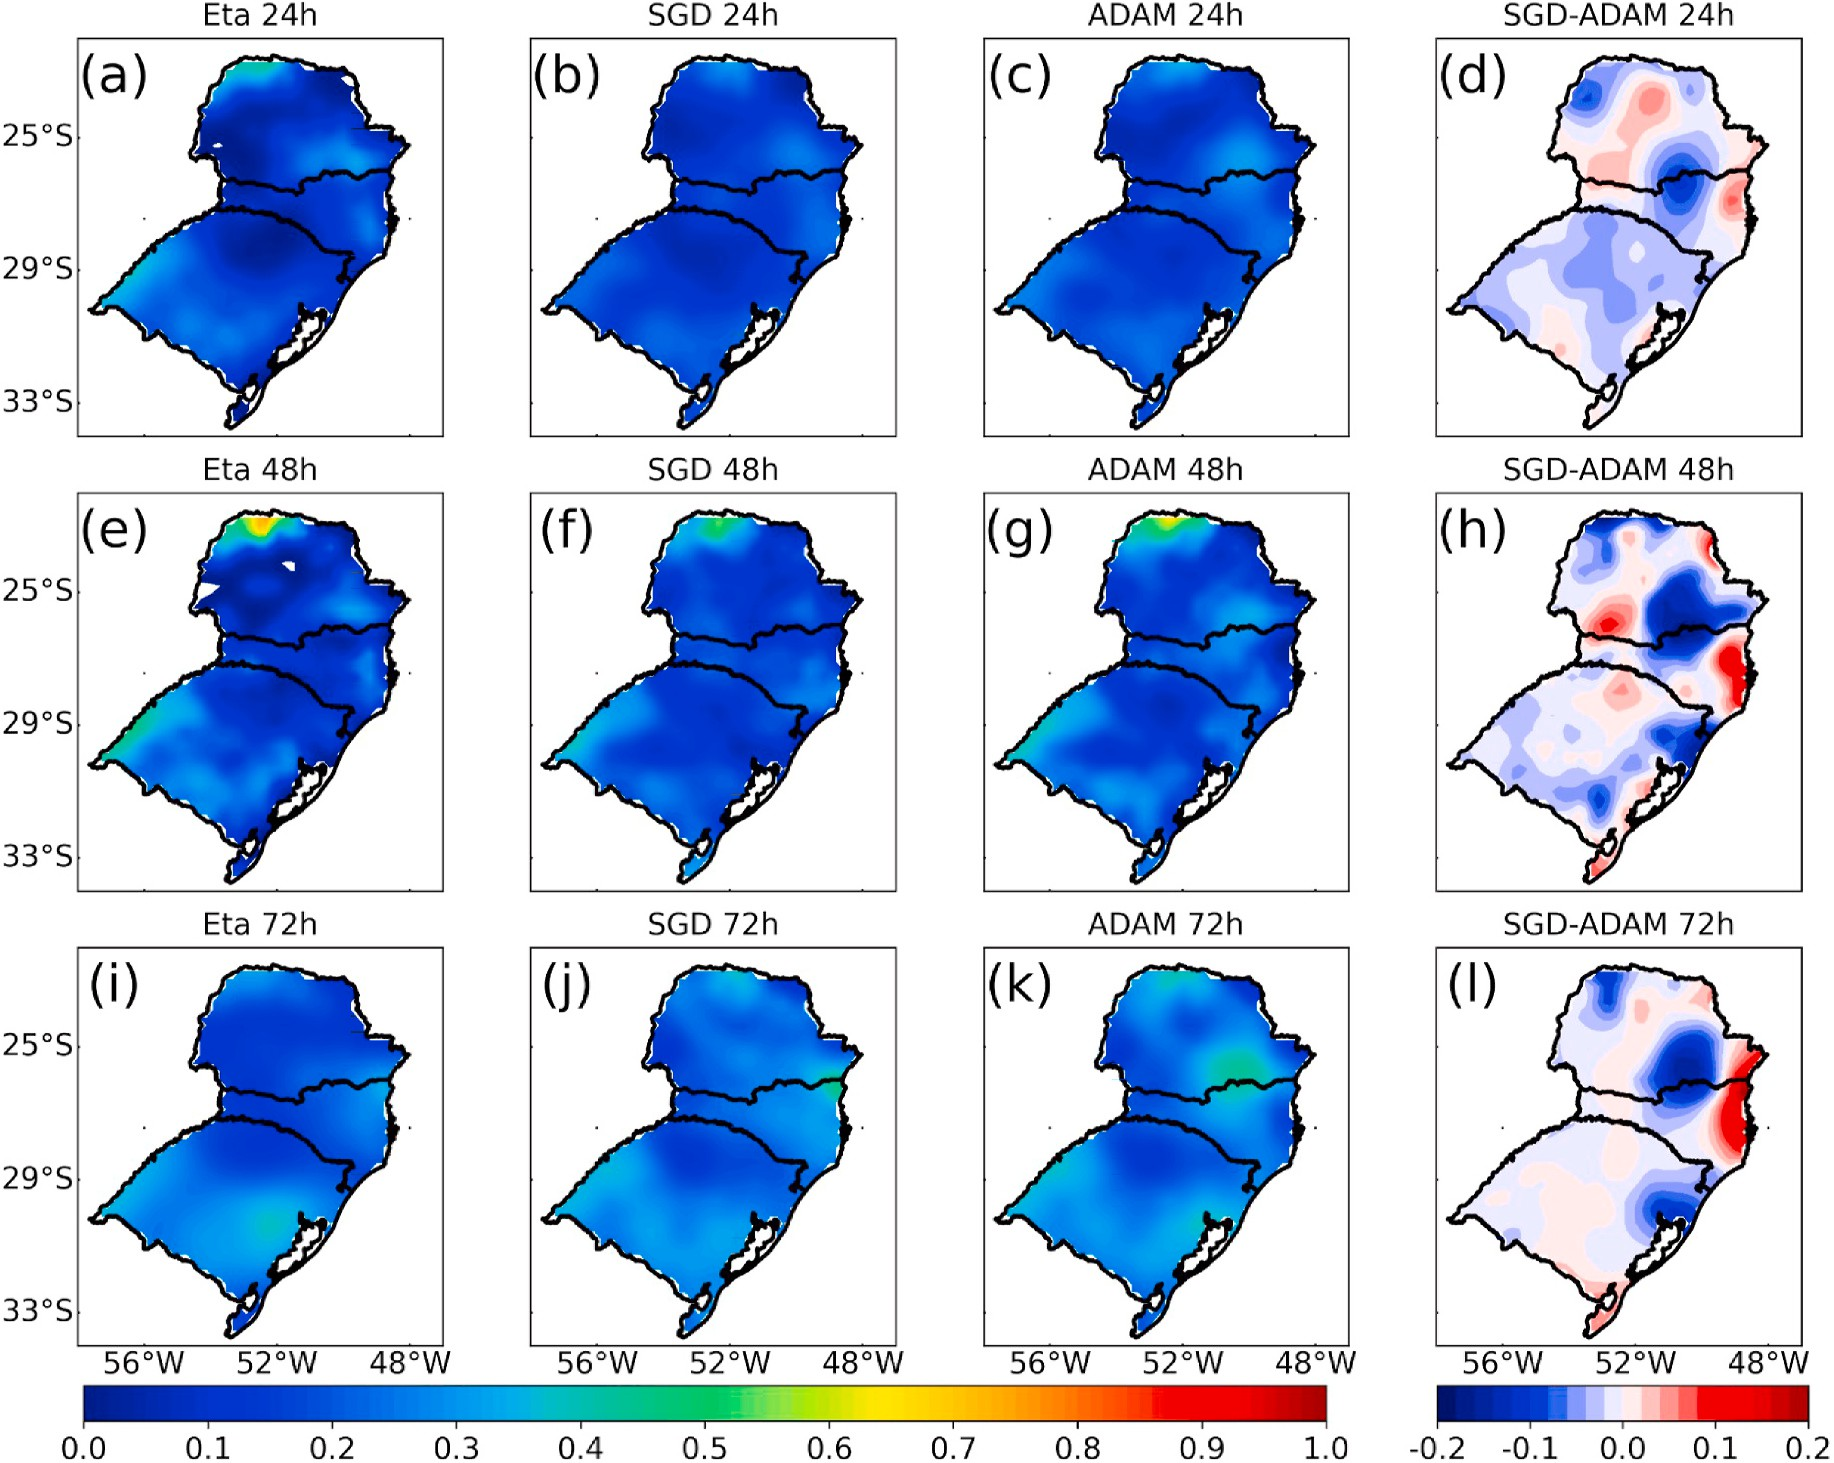 Eta 24h SGD 24h ADAM 24h SGD-ADAM 24h
(a) (b) (c) (d)
25°S
29°S
33°S
Eta 48h SGD 48h ADAM 48h SGD-ADAM 48h
(e) (f) (g) (h)
25°S
29°S
33°S
Eta 72h SGD 72h ADAM 72h SGD-ADAM 72h
(i) (j) (k) (l)
25°S
29°S
33°S
56°W 52°W 48°W 56°W 52°W 48°W 56°W 52°W 48°W 56°W 52°W 48°W
0.0 0.1 0.2 0.3 0.4 0.5 0.6 0.7 0.8 0.9 1.0 -0.2 -0.1 0.0 0.1 0.2